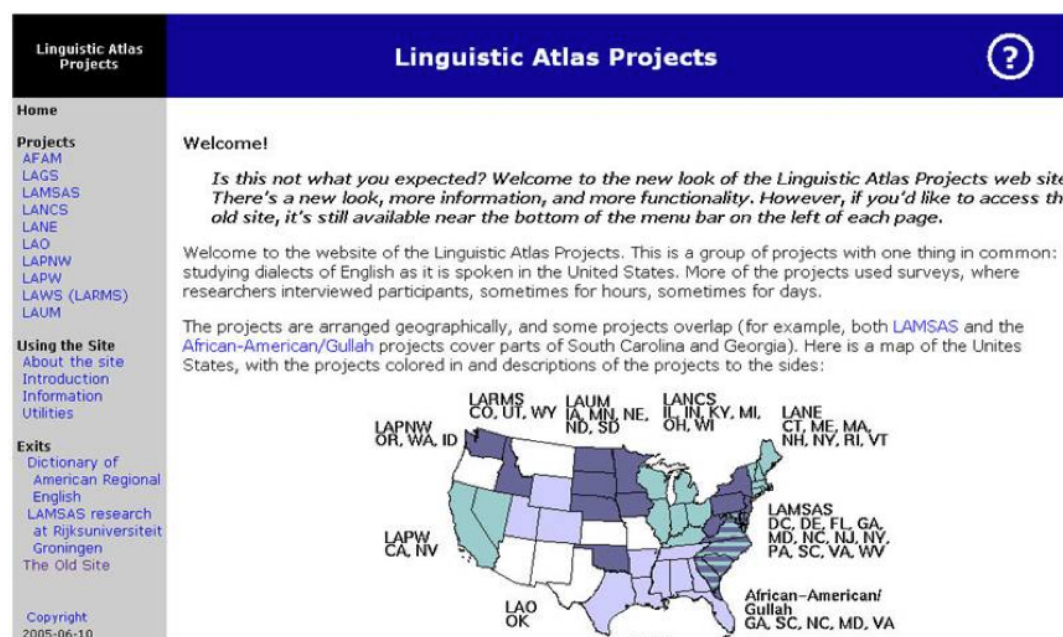 Linguistic Atlas
Projects
Linguistic Atlas Projects
?
Home
Projects
AFAM
LAGS
LAMSAS
LANCS
LANE
LAO
LAPNW
LAPW
LAWS (LARMS)
LAUM
Using the Site
About the site
Introduction
Information
Utilities
Exits
Dictionary of
American Regional
English
LAMSAS research
at Rijksuniversiteit
Groningen
The Old Site
Copyright
2005-06-10
Welcome!
Is this not what you expected? Welcome to the new look of the Linguistic Atlas Projects web site
There's a new look, more information, and more functionality. However, if you'd like to access th
old site, it's still available near the bottom of the menu bar on the left of each page.
Welcome to the website of the Linguistic Atlas Projects. This is a group of projects with one thing in common:
studying dialects of English as it is spoken in the United States. More of the projects used surveys, where
researchers interviewed participants, sometimes for hours, sometimes for days.
The projects are arranged geographically, and some projects overlap (for example, both LAMSAS and the
African-American/Gullah projects cover parts of South Carolina and Georgia). Here is a map of the Unites
States, with the projects colored in and descriptions of the projects to the sides:
LAPNW
OR, WA, ID
LARMS
CO, UT, WY
LAUM
IA, MN, NE,
ND, SD
LANCS
IL, IN, KY, MI,
OH, WI
LANE
CT, ME, MA,
NH, NY, RI, VT
LAPW
CA, NV
LAMSAS
DC, DE, FL, GA,
MD, NC, NJ, NY,
PA, SC, VA, WV
LAO
OK
African-American/
Gullah
GA, SC, NC, MD, VA